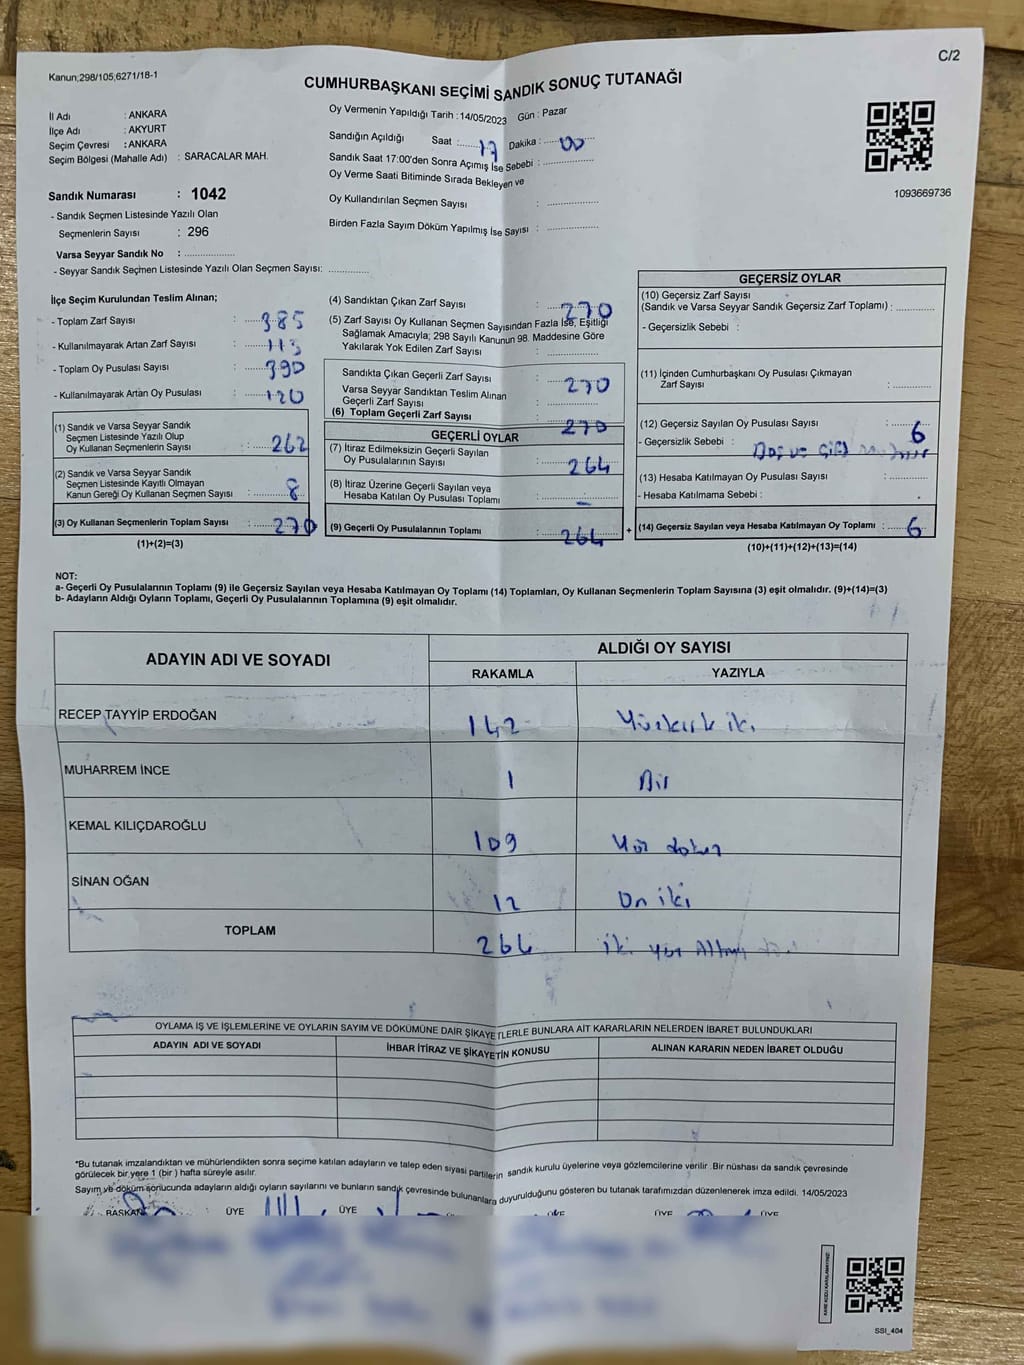 Kanun;298/105;6271/18-1
C/2
CUMHURBAŞKANI SEÇİMİ SANDIK SONUÇ TUTANAĞI
İl Adı : ANKARA
İlçe Adı : AKYURT
Seçim Çevresi : ANKARA
Seçim Bölgesi (Mahalle Adı) : SARACALAR MAH.
Oy Vermenin Yapıldığı Tarih :14/05/2023 Gün : Pazar
Sandığın Açıldığı Saat :17 Dakika : 00
Sandık Saat 17:00'den Sonra Açımış İse Sebebi :
Oy Verme Saati Bitiminde Sırada Bekleyen ve
Oy Kullandırılan Seçmen Sayısı :
Birden Fazla Sayım Döküm Yapılmış İse Sayısı :
1093669736
Sandık Numarası : 1042
- Sandık Seçmen Listesinde Yazılı Olan
Seçmenlerin Sayısı : 296
Varsa Seyyar Sandık No :
- Seyyar Sandık Seçmen Listesinde Yazılı Olan Seçmen Sayısı:
İlçe Seçim Kurulundan Teslim Alınan;
- Toplam Zarf Sayısı : 385
- Kullanılmayarak Artan Zarf Sayısı : 115
- Toplam Oy Pusulası Sayısı : 390
- Kullanılmayarak Artan Oy Pusulası : 120
(1) Sandık ve Varsa Seyyar Sandık
Seçmen Listesinde Yazılı Olup
Oy Kullanan Seçmenlerin Sayısı : 262
(2) Sandık ve Varsa Seyyar Sandık
Seçmen Listesinde Kayıtlı Olmayan
Kanun Gereği Oy Kullanan Seçmen Sayısı : 8
(3) Oy Kullanan Seçmenlerin Toplam Sayısı : 270
(1)+(2)=(3)
(4) Sandıktan Çıkan Zarf Sayısı : 270
(5) Zarf Sayısı Oy Kullanan Seçmen Sayısından Fazla İse, Eşitliği
Sağlamak Amacıyla; 298 Sayılı Kanunun 98. Maddesine Göre
Yakılarak Yok Edilen Zarf Sayısı :
Sandıkta Çıkan Geçerli Zarf Sayısı : 270
Varsa Seyyar Sandıktan Teslim Alınan
Geçerli Zarf Sayısı :
(6) Toplam Geçerli Zarf Sayısı : 270
GEÇERLİ OYLAR
(7) İtiraz Edilmeksizin Geçerli Sayılan
Oy Pusulalarının Sayısı : 264
(8) İtiraz Üzerine Geçerli Sayılan veya
Hesaba Katılan Oy Pusulası Toplamı : -
(9) Geçerli Oy Pusulalarının Toplamı : 264 +
GEÇERSİZ OYLAR
(10) Geçersiz Zarf Sayısı
(Sandık ve Varsa Seyyar Sandık Geçersiz Zarf Toplamı) :
- Geçersizlik Sebebi :
(11) İçinden Cumhurbaşkanı Oy Pusulası Çıkmayan
Zarf Sayısı :
(12) Geçersiz Sayılan Oy Pusulası Sayısı : 6
- Geçersizlik Sebebi : Boş ve Çift
(13) Hesaba Katılmayan Oy Pusulası Sayısı :
- Hesaba Katılmama Sebebi :
(14) Geçersiz Sayılan veya Hesaba Katılmayan Oy Toplamı : 6
(10)+(11)+(12)+(13)=(14)
NOT:
a- Geçerli Oy Pusulalarının Toplamı (9) ile Geçersiz Sayılan veya Hesaba Katılmayan Oy Toplamı (14) Toplamları, Oy Kullanan Seçmenlerin Toplam Sayısına (3) eşit olmalıdır. (9)+(14)=(3)
b- Adayların Aldığı Oyların Toplamı, Geçerli Oy Pusulalarının Toplamına (9) eşit olmalıdır.
ADAYIN ADI VE SOYADI ALDIĞI OY SAYISI
RAKAMLA YAZIYLA
RECEP TAYYİP ERDOĞAN 142 Yüzkırk iki
MUHARREM İNCE 1 Bir
KEMAL KILIÇDAROĞLU 109 Yüz dokuz
SİNAN OĞAN 12 On iki
TOPLAM 264 iki yüz Altmış
OYLAMA İŞ VE İŞLEMLERİNE VE OYLARIN SAYIM VE DÖKÜMÜNE DAİR ŞİKAYETLERLE BUNLARA AİT KARARLARIN NELERDEN İBARET BULUNDUKLARI
ADAYIN ADI VE SOYADI İHBAR İTİRAZ VE ŞİKAYETİN KONUSU ALINAN KARARIN NEDEN İBARET OLDUĞU
*Bu tutanak imzalandıktan ve mühürlendikten sonra seçime katılan adayların ve talep eden siyasi partilerin sandık kurulu üyelerine veya gözlemcilerine verilir .Bir nüshası da sandık çevresinde
görülecek bir yere 1 (bir ) hafta süreyle asılır.
Sayım ve döküm sonucunda adayların aldığı oyların sayılarını ve bunların sandık çevresinde bulunanlara duyurulduğunu gösteren bu tutanak tarafımızdan düzenlenerek imza edildi. 14/05/2023
BAŞKAN ÜYE ÜYE ÜYE ÜYE ÜYE
SSI_404